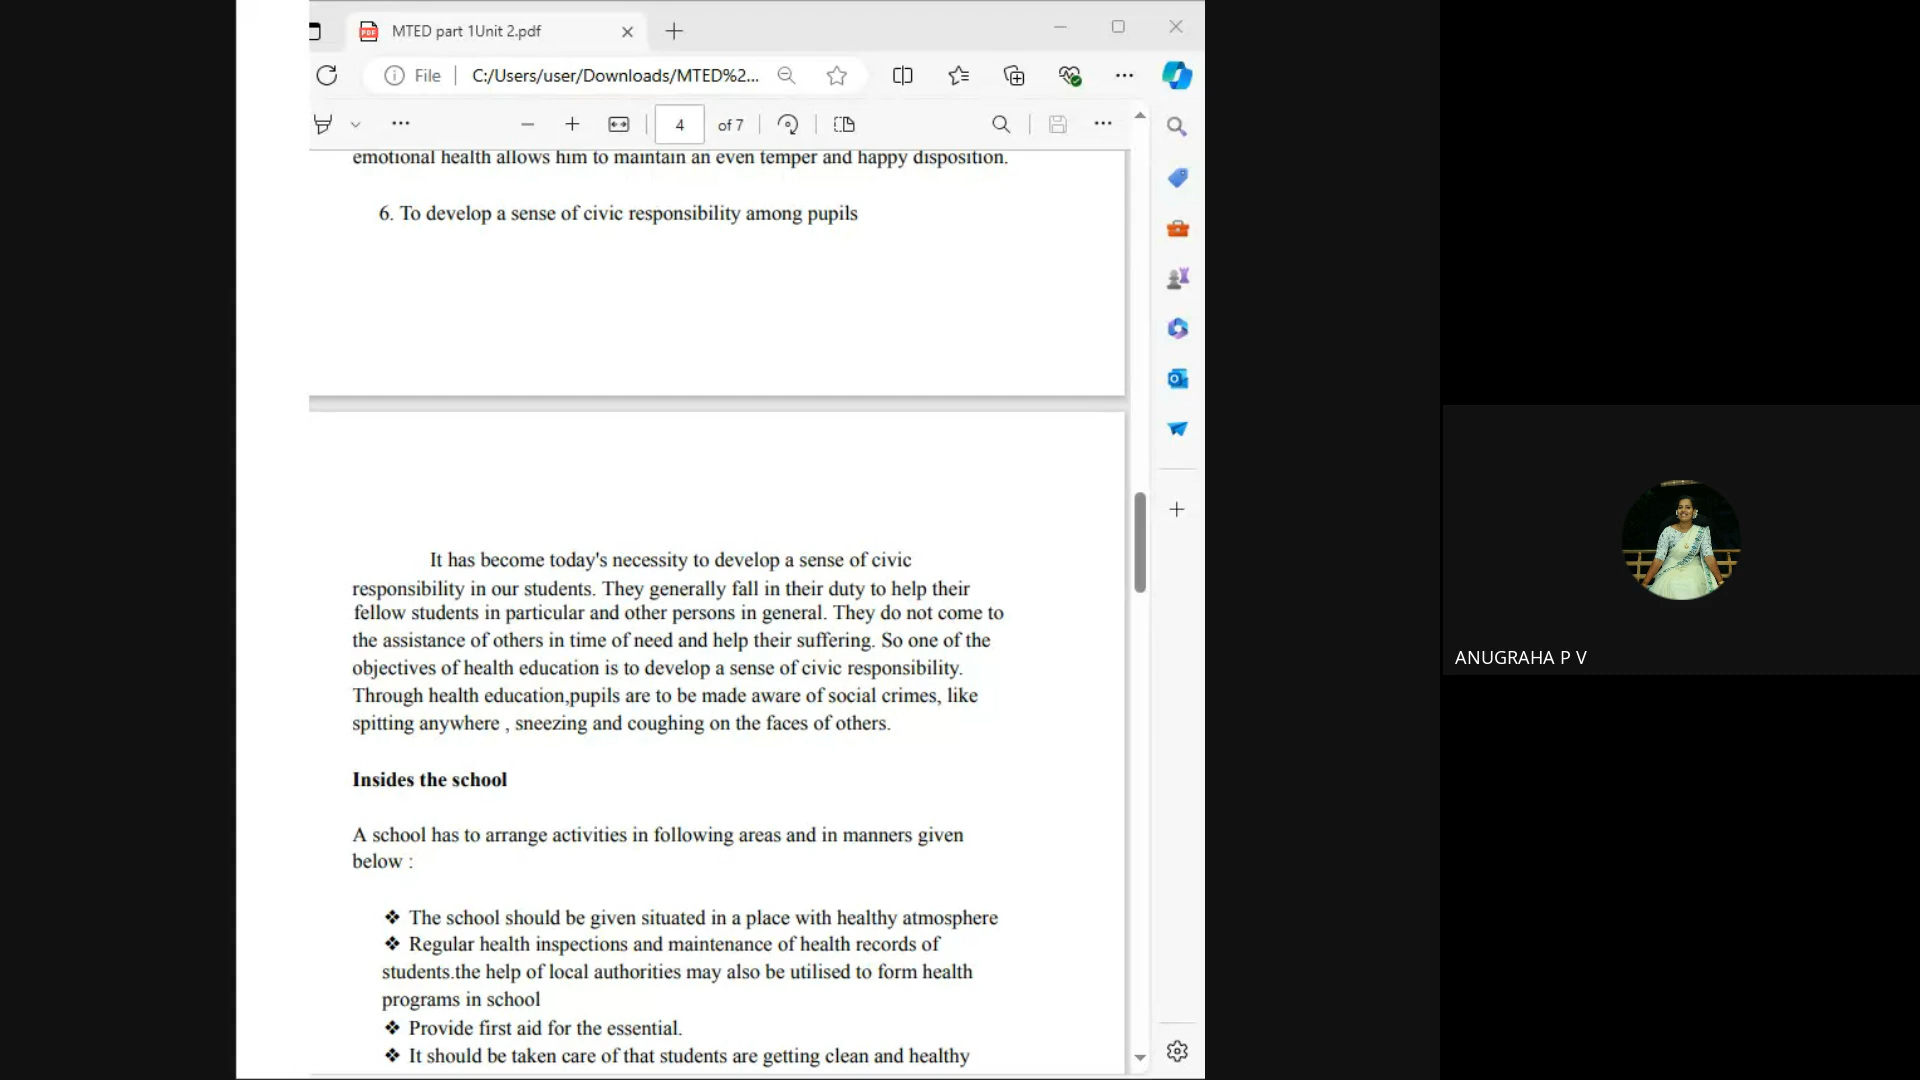 MTED part 1Unit 2.pdf
File
C:/Users/user/Downloads/MTED%2...
4 of 7
emotional health allows him to maintain an even temper and happy disposition.
6. To develop a sense of civic responsibility among pupils
It has become today's necessity to develop a sense of civic
responsibility in our students. They generally fall in their duty to help their
fellow students in particular and other persons in general. They do not come to
the assistance of others in time of need and help their suffering. So one of the
objectives of health education is to develop a sense of civic responsibility.
Through health education,pupils are to be made aware of social crimes, like
spitting anywhere , sneezing and coughing on the faces of others.
Insides the school
A school has to arrange activities in following areas and in manners given
below :
❖ The school should be given situated in a place with healthy atmosphere
❖ Regular health inspections and maintenance of health records of
students.the help of local authorities may also be utilised to form health
programs in school
❖ Provide first aid for the essential.
❖ It should be taken care of that students are getting clean and healthy
ANUGRAHA P V